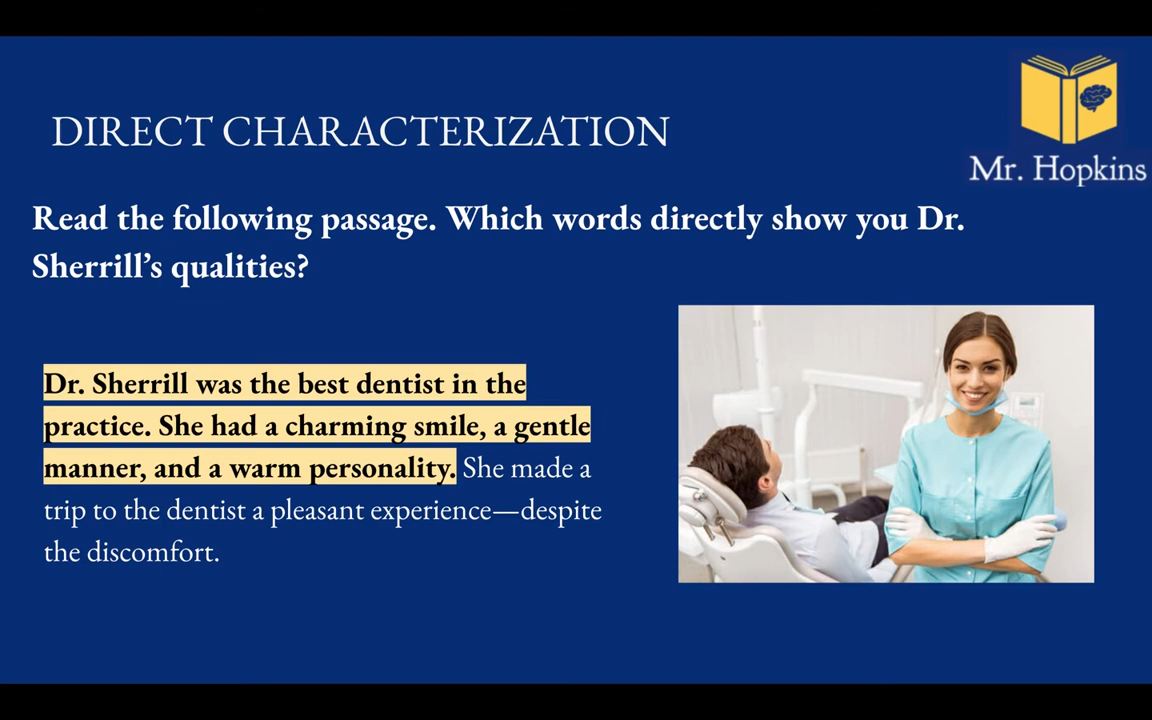 Mr. Hopkins
DIRECT CHARACTERIZATION
Read the following passage. Which words directly show you Dr.
Sherrill’s qualities?
Dr. Sherrill was the best dentist in the
practice. She had a charming smile, a gentle
manner, and a warm personality. She made a
trip to the dentist a pleasant experience—despite
the discomfort.